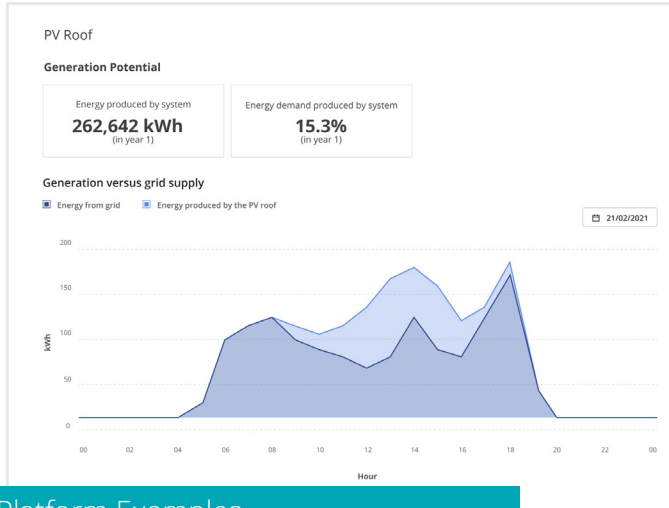 PV Roof
Generation Potential
Energy produced by system
262,642 kWh
(in year 1)
Energy demand produced by system
15.3%
(in year 1)
Generation versus grid supply
Energy from grid
Energy produced by the PV roof
21/02/2021
200
150
100
50
0
kWh
00 02 04 06 08 10 12 14 16 18 20 22 00
Hour
Platform Examples